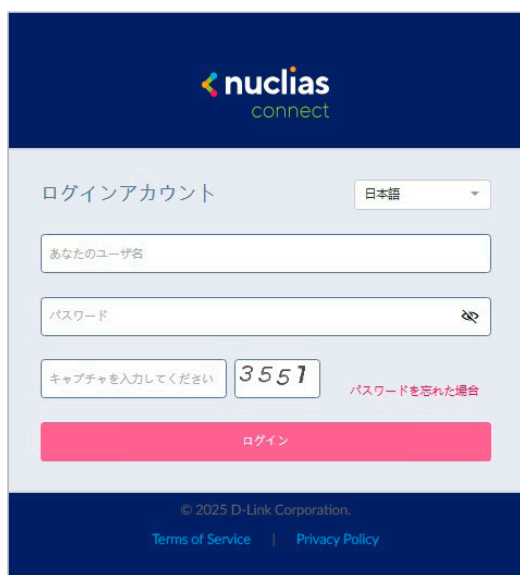 nuclias
connect
ログインアカウント
日本語
あなたのユーザ名
パスワード
キャプチャを入力してください
3551
パスワードを忘れた場合
ログイン
© 2025 D-Link Corporation.
Terms of Service | Privacy Policy